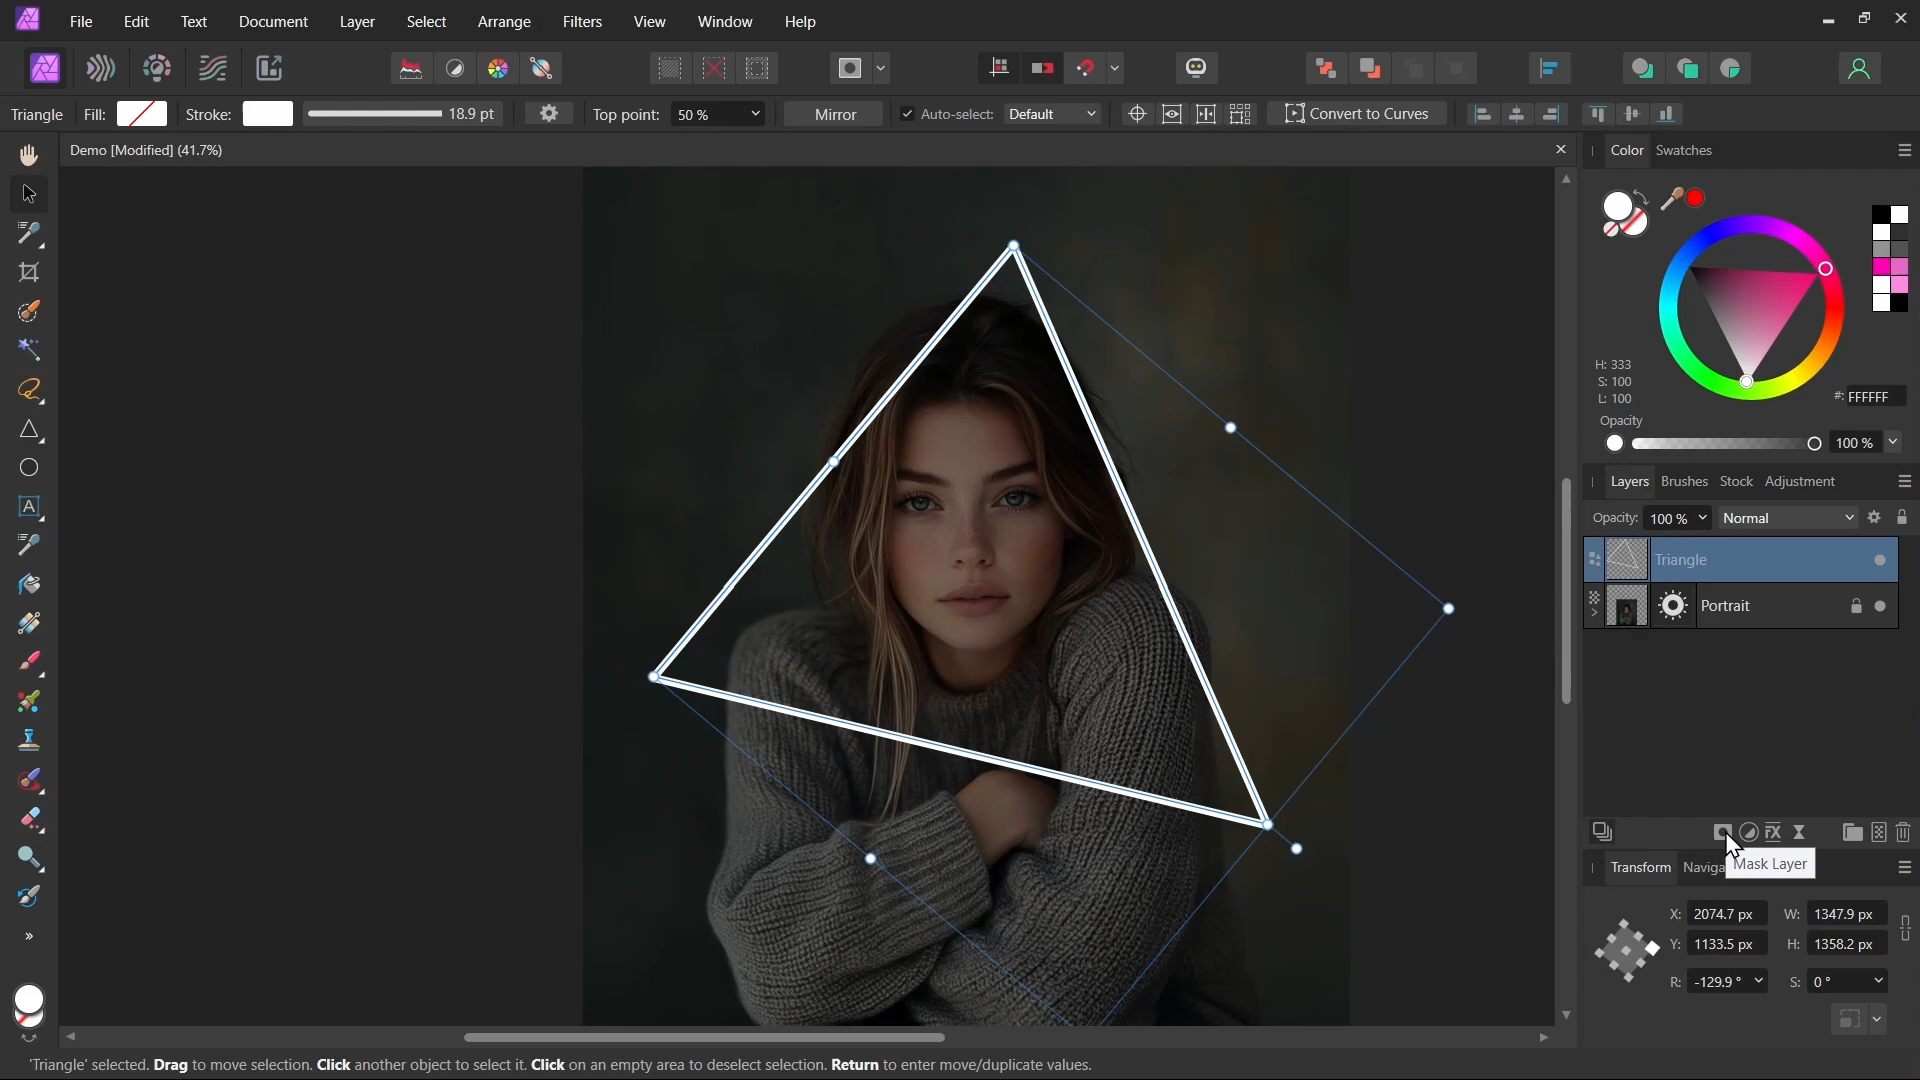 File Edit Text Document Layer Select Arrange Filters View Window Help
Triangle Fill: Stroke: 18.9 pt Top point: 50 % Mirror Auto-select: Default Convert to Curves
Demo [Modified] (41.7%)
Color Swatches
H: 333
S: 100
L: 100
#: FFFFFF
Opacity
100 %
Layers Brushes Stock Adjustment
Opacity: 100 % Normal
Triangle
Portrait
Mask Layer
Transform Naviga
X: 2074.7 px W: 1347.9 px
Y: 1133.5 px H: 1358.2 px
R: -129.9 ° S: 0 °
'Triangle' selected. Drag to move selection. Click another object to select it. Click on an empty area to deselect selection. Return to enter move/duplicate values.